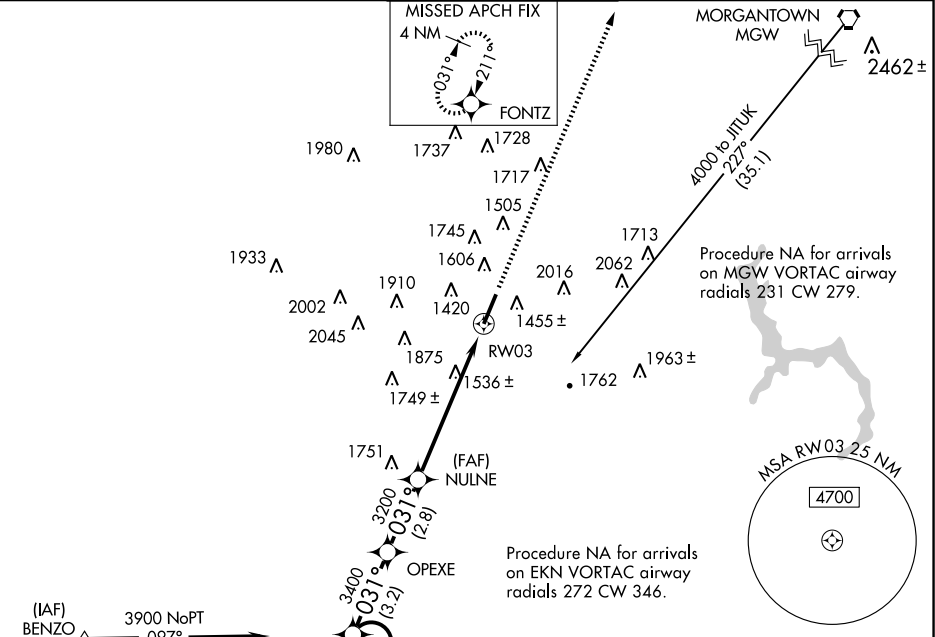 MISSED APCH FIX
4 NM
031°
211°
FONTZ
MORGANTOWN
MGW
2462 ±
4000 to JITUK
227°
(35.1)
1980
1737
1728
1717
1505
1745
1606
1713
2062
2016
1933
2002
1910
1420
1455 ±
2045
RW03
1875
1536 ±
1749 ±
1762
1963 ±
Procedure NA for arrivals
on MGW VORTAC airway
radials 231 CW 279.
1751
(FAF)
NULNE
3200
031°
(2.8)
OPEXE
3400
031°
(3.2)
MSA RW03 25 NM
4700
Procedure NA for arrivals
on EKN VORTAC airway
radials 272 CW 346.
(IAF)
BENZO
3900 NoPT
097°